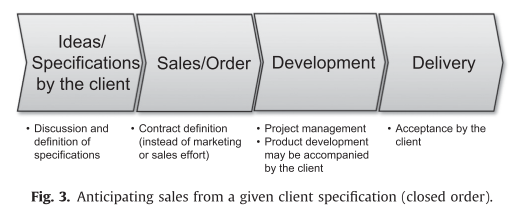 Ideas/
Specifications
by the client
Sales/Order
Development
Delivery
• Discussion and
definition of
specifications
• Contract definition
(instead of marketing
or sales effort)
• Project management
• Product development
may be accompanied
by the client
• Acceptance by the
client
Fig. 3. Anticipating sales from a given client specification (closed order).